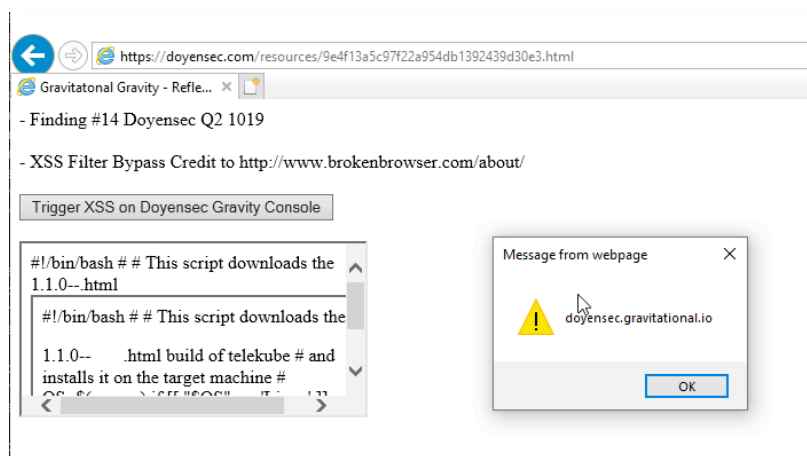 https://doyensec.com/resources/9e4f13a5c97f22a954db1392439d30e3.html
Gravitatonal Gravity - Refle...
- Finding #14 Doyensec Q2 1019
- XSS Filter Bypass Credit to http://www.brokenbrowser.com/about/
Trigger XSS on Doyensec Gravity Console
#!/bin/bash # # This script downloads the
1.1.0--.html
#!/bin/bash # # This script downloads the
1.1.0-- .html build of telekube # and
installs it on the target machine #
Message from webpage
doyensec.gravitational.io
OK